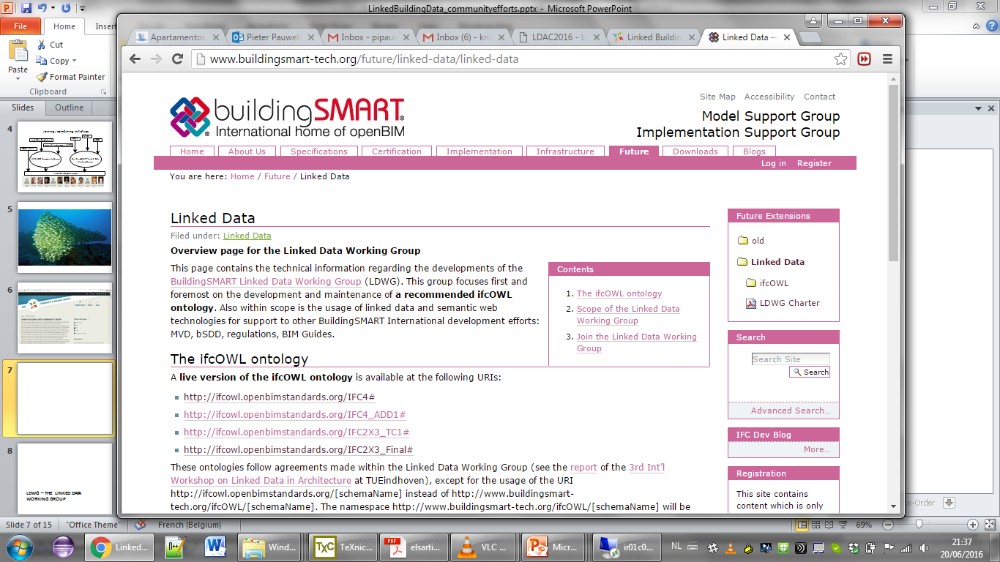 LinkedBuildingData_communityefforts.pptx - Microsoft PowerPoint
File
Home
Insert
Paste
Cut
Copy
Format Painter
Clipboard
Slides
Outline
4
5
6
7
8
LDWG – THE LINKED DATA
WORKING GROUP
Apartamentos
Pieter Pauwel
Inbox - pipau
Inbox (6) - kris
LDAC2016 - L
Linked Buildin
Linked Data —
www.buildingsmart-tech.org/future/linked-data/linked-data
buildingSMART
International home of openBIM
Site Map
Accessibility
Contact
Model Support Group
Implementation Support Group
Home
About Us
Specifications
Certification
Implementation
Infrastructure
Future
Downloads
Blogs
Log in
Register
You are here: Home / Future / Linked Data
Linked Data
Filed under: Linked Data
Overview page for the Linked Data Working Group
This page contains the technical information regarding the developments of the
BuildingSMART Linked Data Working Group (LDWG). This group focuses first and
foremost on the development and maintenance of a recommended ifcOWL
ontology. Also within scope is the usage of linked data and semantic web
technologies for support to other BuildingSMART International development efforts:
MVD, bSDD, regulations, BIM Guides.
Contents
1. The ifcOWL ontology
2. Scope of the Linked Data
Working Group
3. Join the Linked Data Working
Group
The ifcOWL ontology
A live version of the ifcOWL ontology is available at the following URIs:
http://ifcowl.openbimstandards.org/IFC4#
http://ifcowl.openbimstandards.org/IFC4_ADD1#
http://ifcowl.openbimstandards.org/IFC2X3_TC1#
http://ifcowl.openbimstandards.org/IFC2X3_Final#
These ontologies follow agreements made within the Linked Data Working Group (see the report of the 3rd Int'l
Workshop on Linked Data in Architecture at TUEindhoven), except for the usage of the URI
http://ifcowl.openbimstandards.org/[schemaName] instead of http://www.buildingsmart-
tech.org/ifcOWL/[schemaName]. The namespace http://www.buildingsmart-tech.org/ifcOWL/[schemaName] will be
Future Extensions
old
Linked Data
ifcOWL
LDWG Charter
Search
Search Site
Search
Advanced Search...
IFC Dev Blog
More...
Registration
This site contains
content which is only
e-Order
Slide 7 of 15
"Office Theme"
French (Belgium)
69%
Linked...
Wind...
TXC
TeXnic...
elsarti...
VLC ...
Micr...
ir01c0...
NL
21:37
20/06/2016